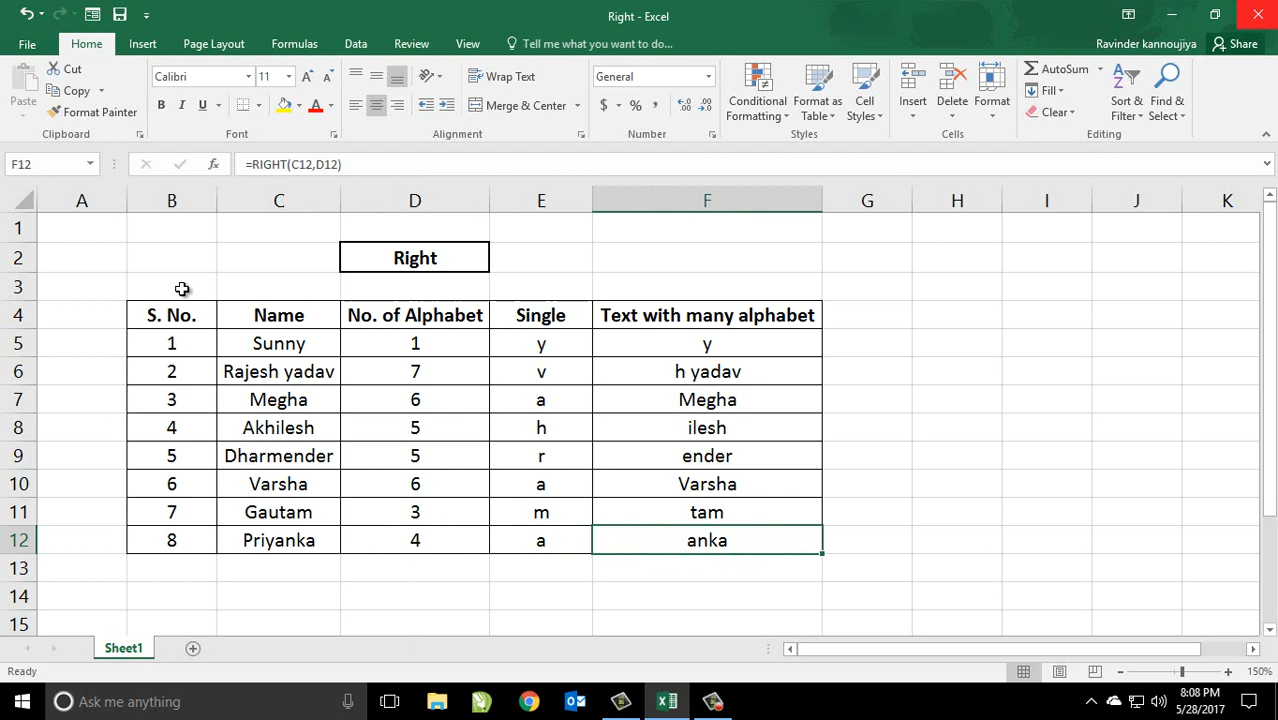 Right - Excel
File Home Insert Page Layout Formulas Data Review View Tell me what you want to do... Ravinder kannoujiya Share
Paste
Cut
Copy
Format Painter
Clipboard
Calibri 11
B I U
Font
Wrap Text
Merge & Center
Alignment
General
$ % ,
Number
Conditional Formatting
Format as Table
Cell Styles
Styles
Insert
Delete
Format
Cells
AutoSum
Fill
Clear
Sort & Filter
Find & Select
Editing
F12 fx =RIGHT(C12,D12)
A B C D E F G H I J K
1
2 Right
3
4 S. No. Name No. of Alphabet Single Text with many alphabet
5 1 Sunny 1 y y
6 2 Rajesh yadav 7 v h yadav
7 3 Megha 6 a Megha
8 4 Akhilesh 5 h ilesh
9 5 Dharmender 5 r ender
10 6 Varsha 6 a Varsha
11 7 Gautam 3 m tam
12 8 Priyanka 4 a anka
13
14
15
Sheet1
Ready 150%
Ask me anything
8:08 PM
5/28/2017